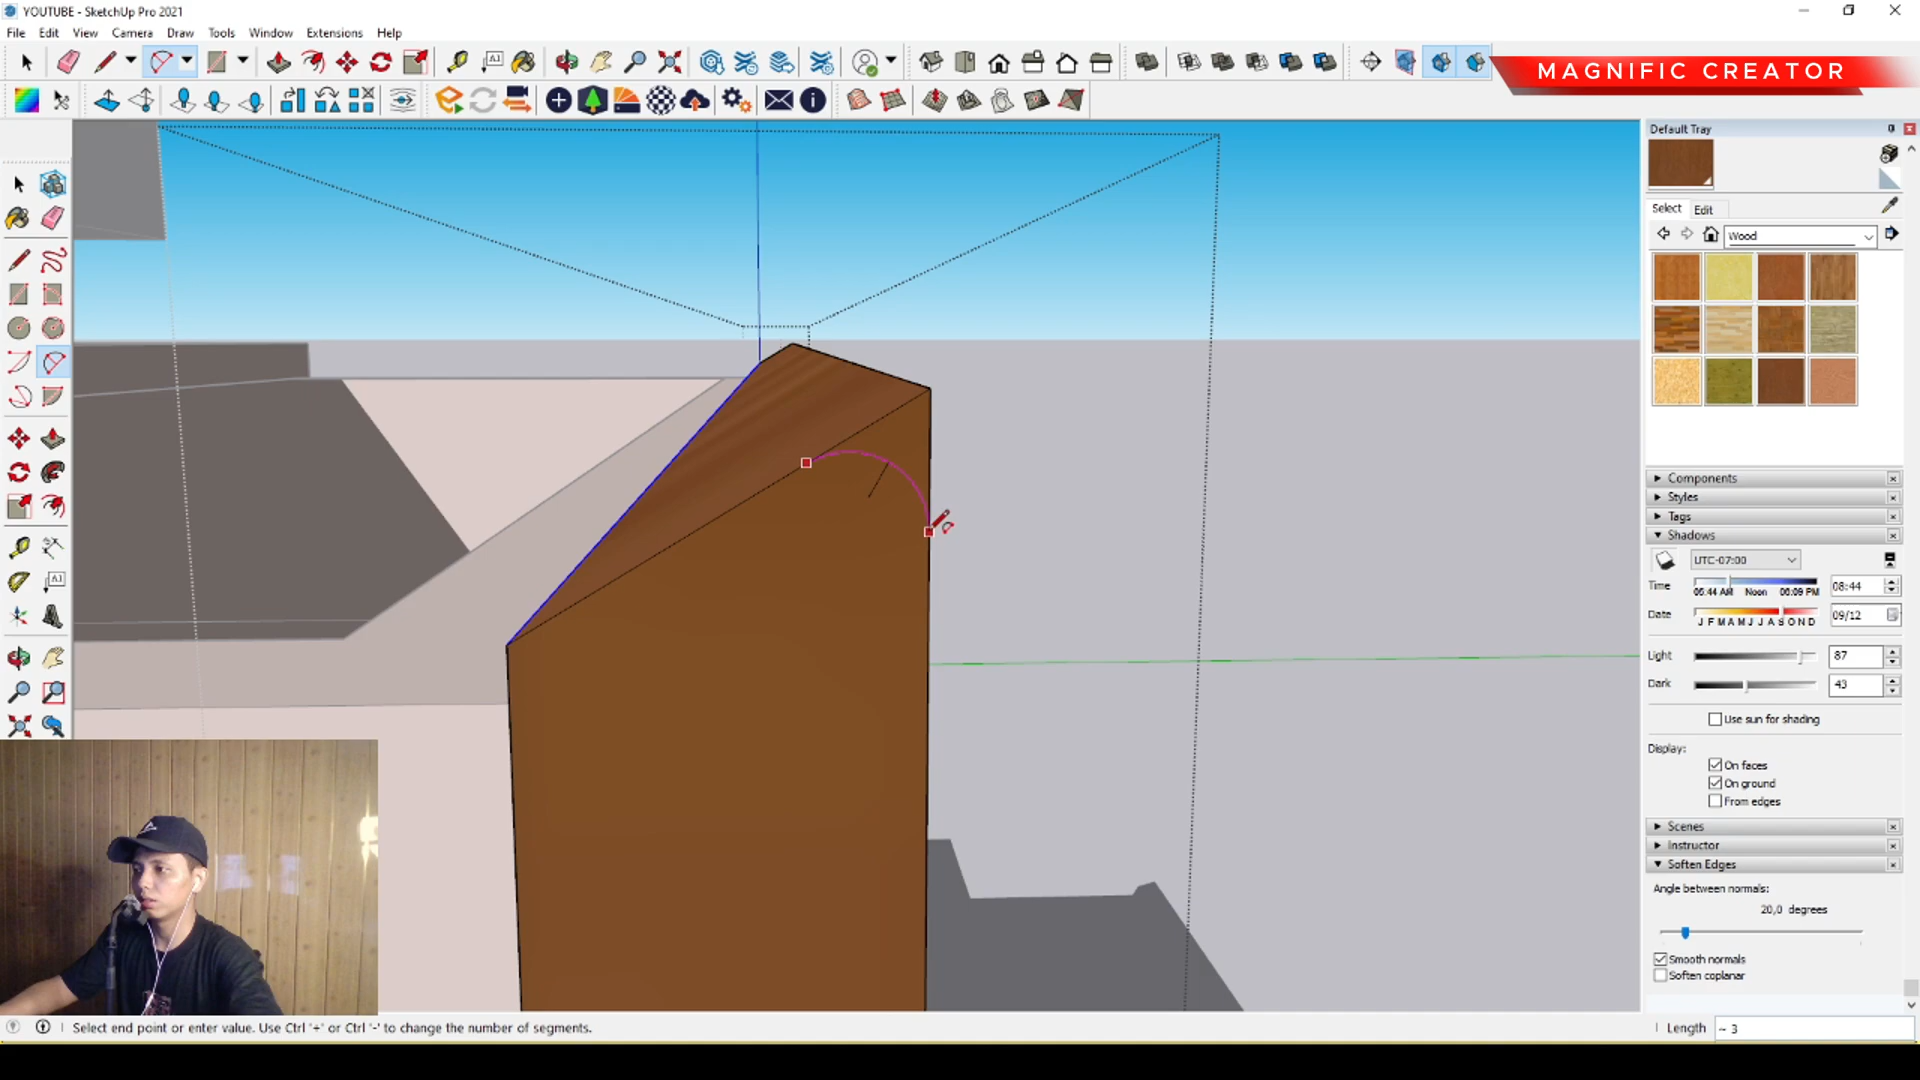 YOUTUBE - SketchUp Pro 2021
File Edit View Camera Draw Tools Window Extensions Help
MAGNIFIC CREATOR
Default Tray
Select Edit
Wood
Components
Styles
Tags
Shadows
UTC-07:00
Time 08:44
Noon 06:09 PM
Date 09/12
J F M A M J J A S O N D
Light 87
Dark 43
Use sun for shading
Display:
On faces
On ground
From edges
Scenes
Instructor
Soften Edges
Angle between normals:
20,0 degrees
Smooth normals
Soften coplanar
Select end point or enter value. Use Ctrl '+' or Ctrl '-' to change the number of segments.
Length ~ 3